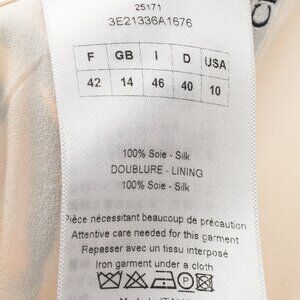 25171
3E21336A1676
F GB I D USA
42 14 46 40 10
100% Soie - Silk
DOUBLURE - LINING
100% Soie - Silk
Pièce nécessitant beaucoup de précaution
Attentive care needed for this garment
Repasser avec un tissu interposé
Iron garment under a cloth